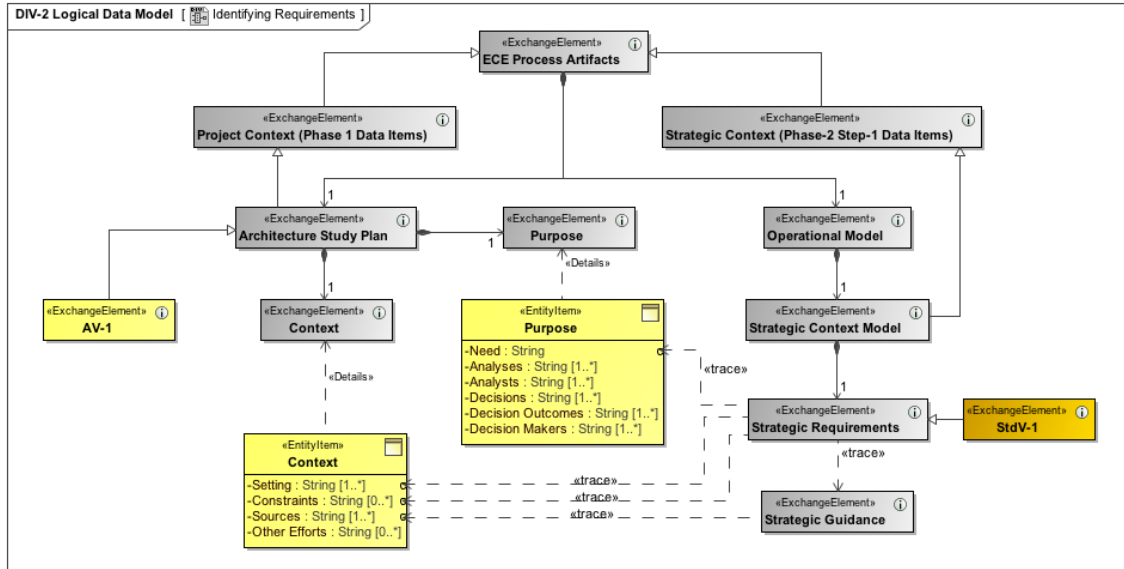 DIV-2 Logical Data Model [ Identifying Requirements ]
«ExchangeElement»
ECE Process Artifacts
«ExchangeElement»
Project Context (Phase 1 Data Items)
«ExchangeElement»
Strategic Context (Phase-2 Step-1 Data Items)
1
1
«ExchangeElement»
Architecture Study Plan
1
«ExchangeElement»
Purpose
«ExchangeElement»
Operational Model
«Details»
1
1
«ExchangeElement»
AV-1
«ExchangeElement»
Context
«EntityItem»
Purpose
-Need : String
-Analyses : String [1..*]
-Analysts : String [1..*]
-Decisions : String [1..*]
-Decision Outcomes : String [1..*]
-Decision Makers : String [1..*]
«ExchangeElement»
Strategic Context Model
«trace»
«Details»
1
«ExchangeElement»
Strategic Requirements
«ExchangeElement»
StdV-1
«trace»
«EntityItem»
Context
-Setting : String [1..*]
-Constraints : String [0..*]
-Sources : String [1..*]
-Other Efforts : String [0..*]
«trace»
«trace»
«trace»
«ExchangeElement»
Strategic Guidance